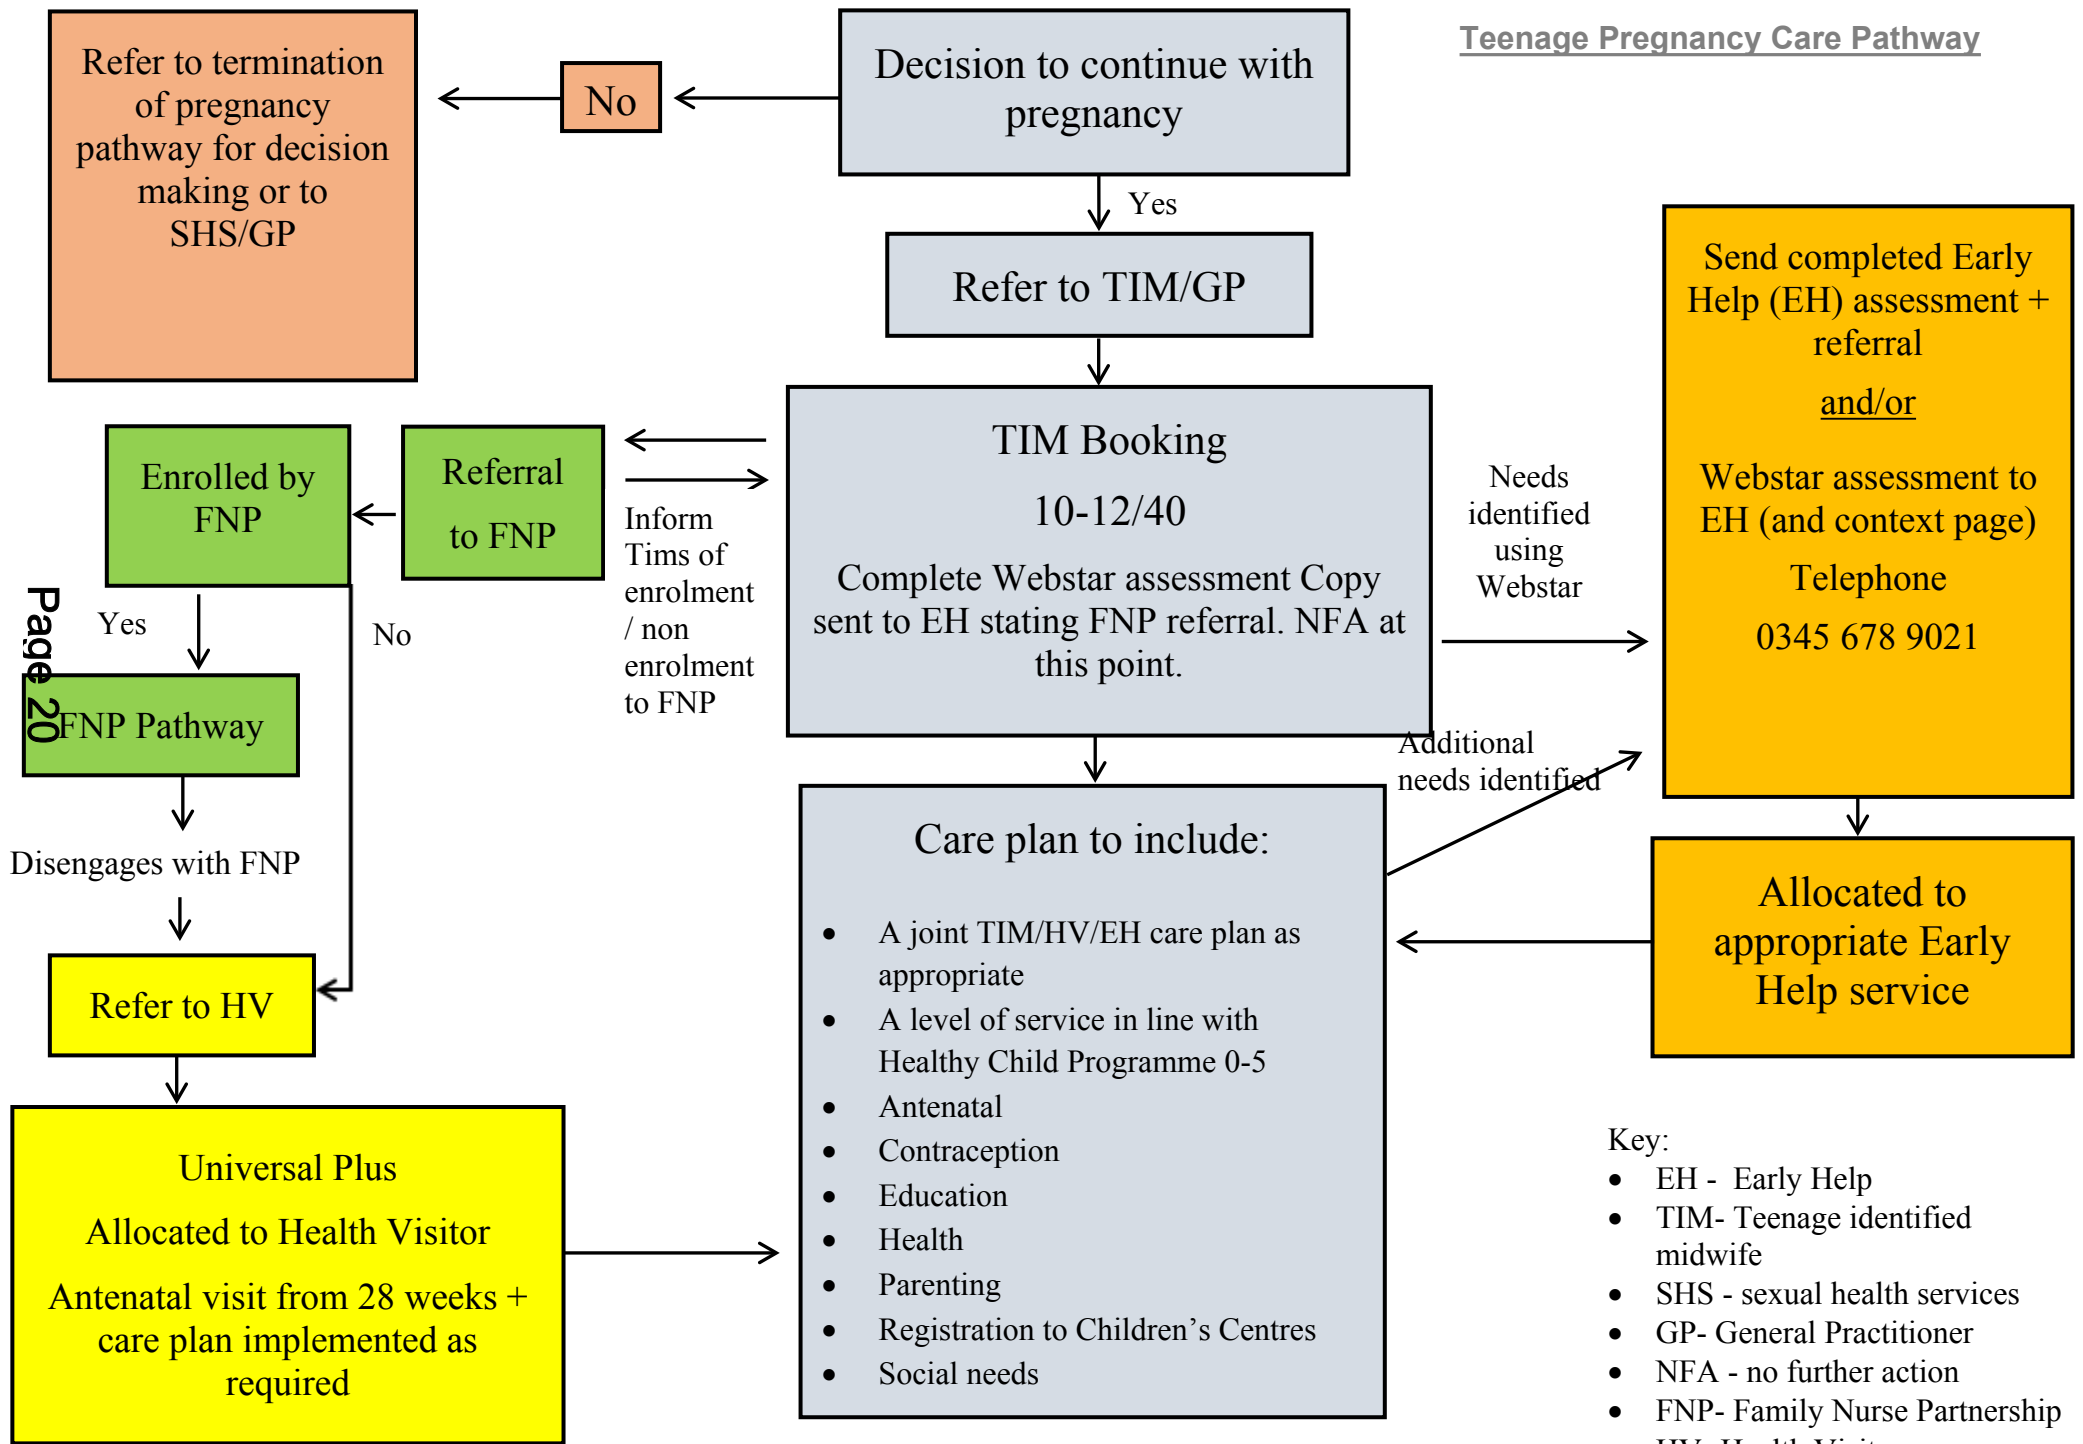 Teenage Pregnancy Care Pathway
Refer to termination
of pregnancy
pathway for decision
making or to
SHS/GP
No
Decision to continue with
pregnancy
Yes
Refer to TIM/GP
TIM Booking
10-12/40
Complete Webstar assessment Copy
sent to EH stating FNP referral. NFA at
this point.
Referral
to FNP
Inform
Tims of
enrolment
/ non
enrolment
to FNP
Enrolled by
FNP
Yes
No
FNP Pathway
Disengages with FNP
Refer to HV
Universal Plus
Allocated to Health Visitor
Antenatal visit from 28 weeks +
care plan implemented as
required
Needs
identified
using
Webstar
Send completed Early
Help (EH) assessment +
referral
and/or
Webstar assessment to
EH (and context page)
Telephone
0345 678 9021
Additional
needs identified
Allocated to
appropriate Early
Help service
Care plan to include:
• A joint TIM/HV/EH care plan as
appropriate
• A level of service in line with
Healthy Child Programme 0-5
• Antenatal
• Contraception
• Education
• Health
• Parenting
• Registration to Children’s Centres
• Social needs
Key:
• EH - Early Help
• TIM- Teenage identified
midwife
• SHS - sexual health services
• GP- General Practitioner
• NFA - no further action
• FNP- Family Nurse Partnership
Page 20